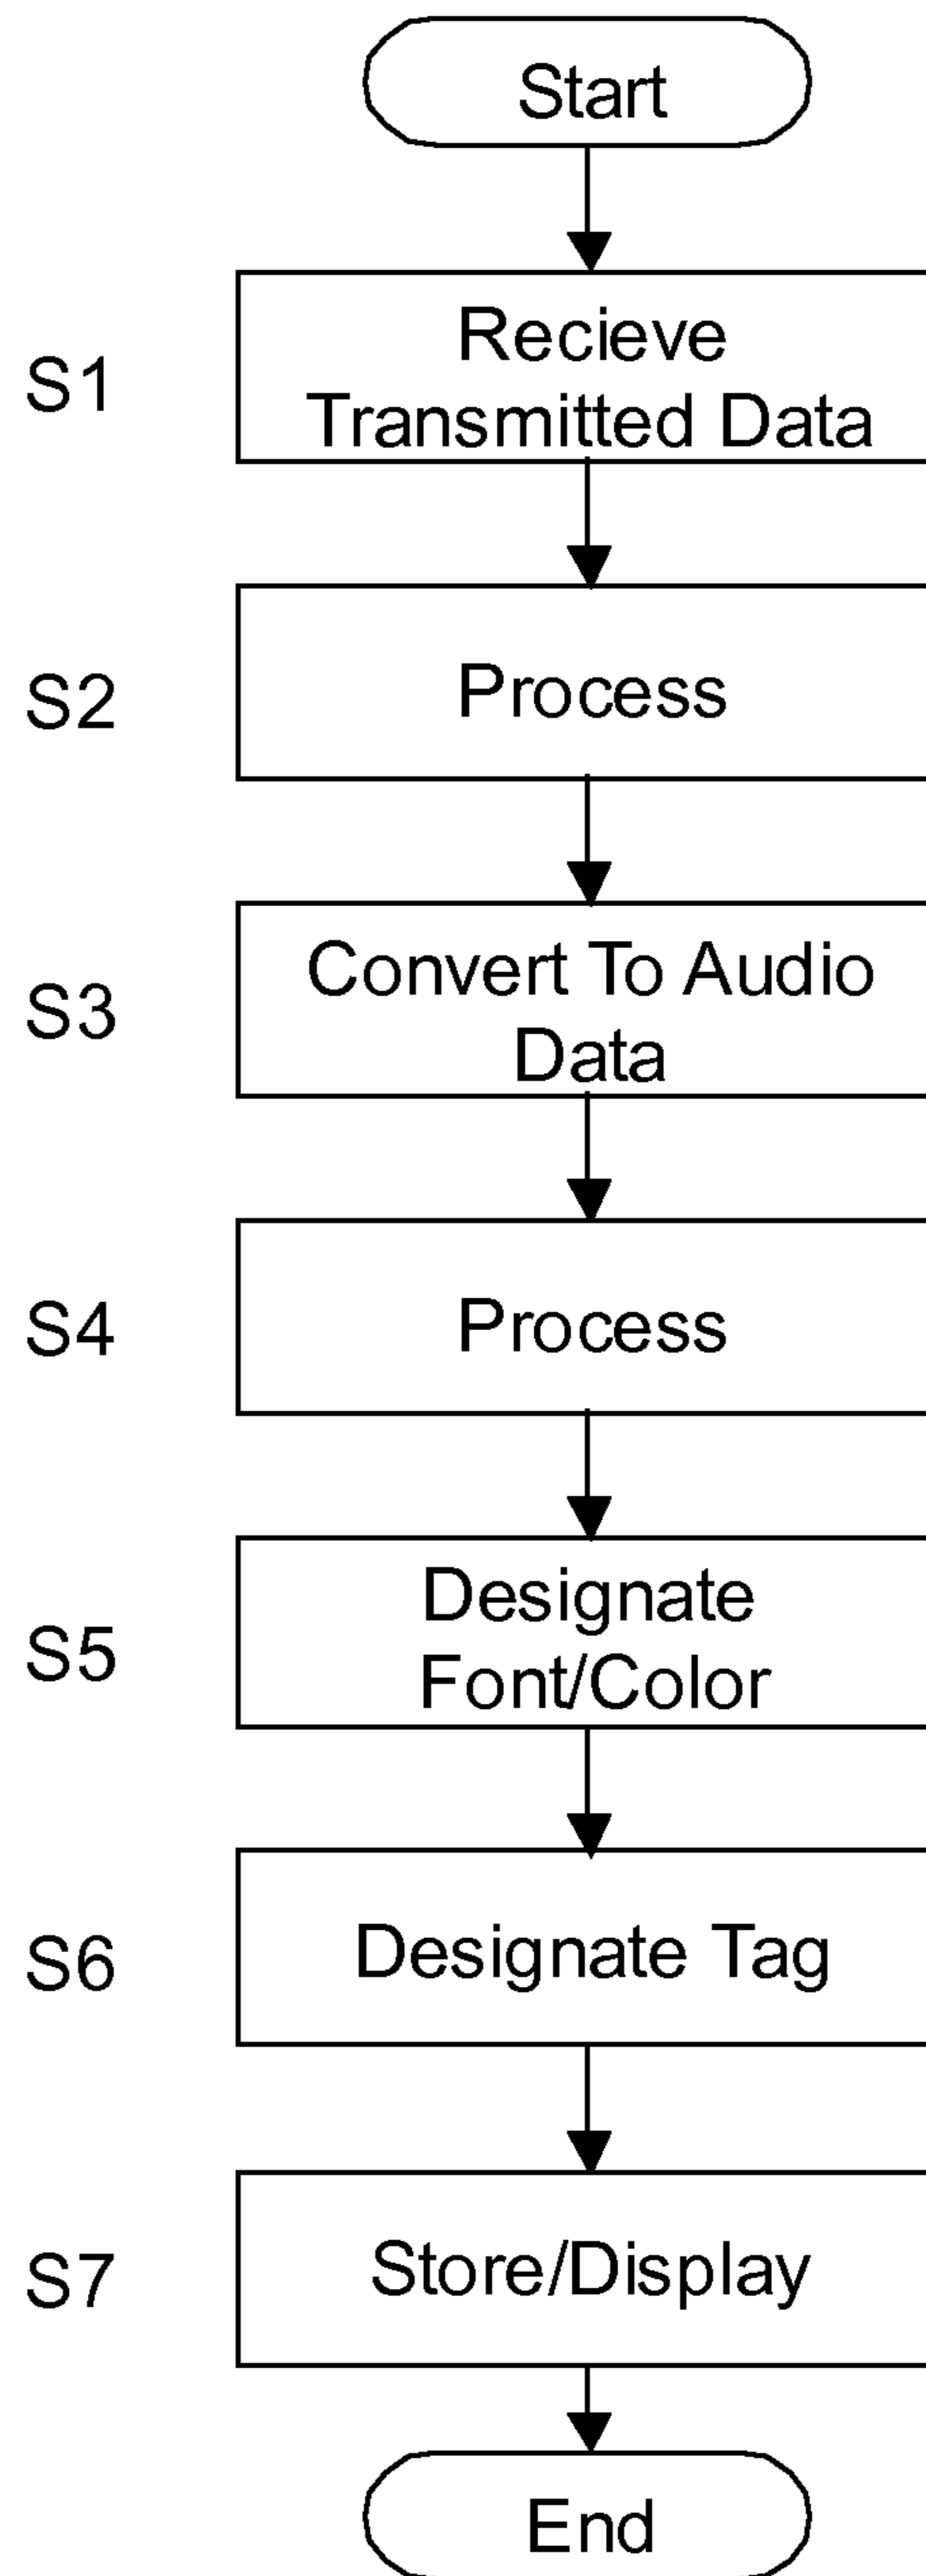 Start
S1
Recieve
Transmitted Data
S2
Process
S3
Convert To Audio
Data
S4
Process
S5
Designate
Font/Color
S6
Designate Tag
S7
Store/Display
End